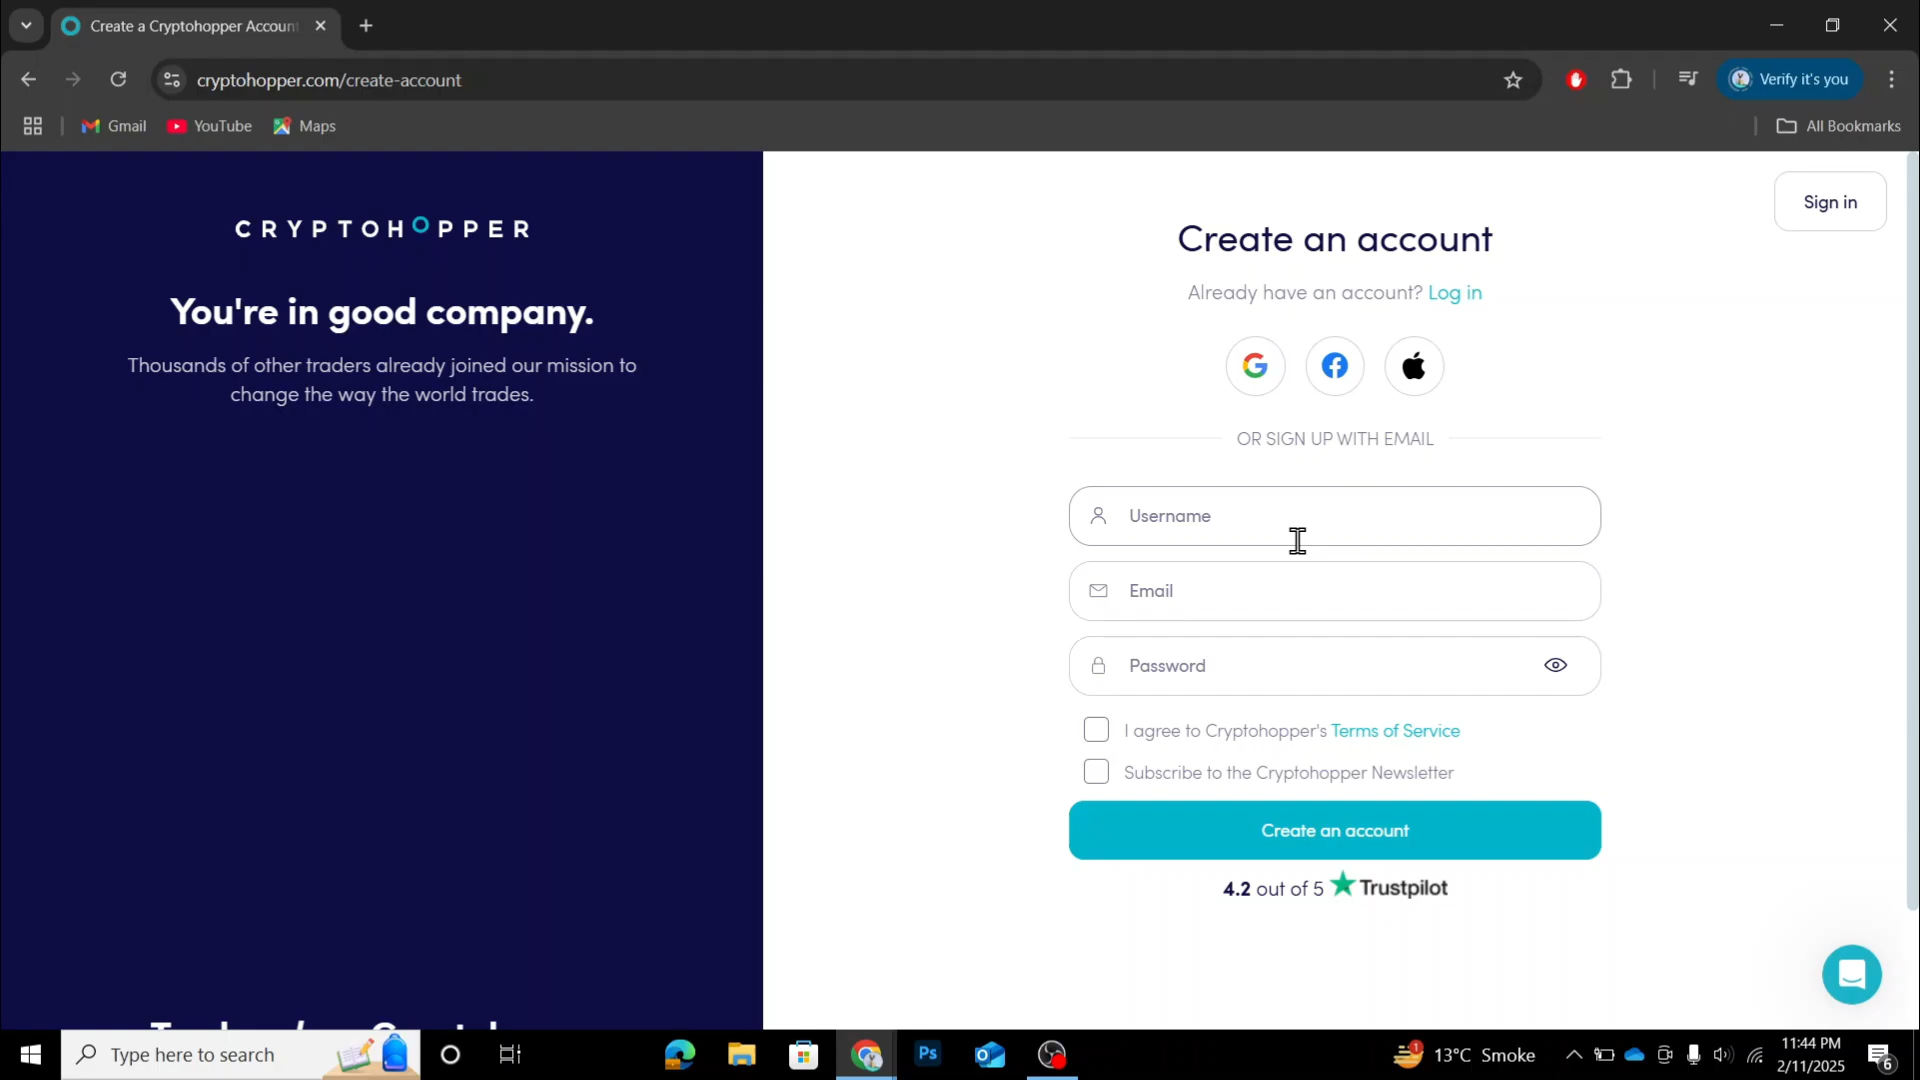 Create a Cryptohopper Accoun
cryptohopper.com/create-account
Verify it's you
Gmail
YouTube
Maps
All Bookmarks
CRYPTOHOPPER
You're in good company.
Thousands of other traders already joined our mission to
change the way the world trades.
Sign in
Create an account
Already have an account? Log in
OR SIGN UP WITH EMAIL
Username
Email
Password
I agree to Cryptohopper's Terms of Service
Subscribe to the Cryptohopper Newsletter
Create an account
4.2 out of 5 Trustpilot
Type here to search
Ps
1
13°C Smoke
11:44 PM
2/11/2025
6